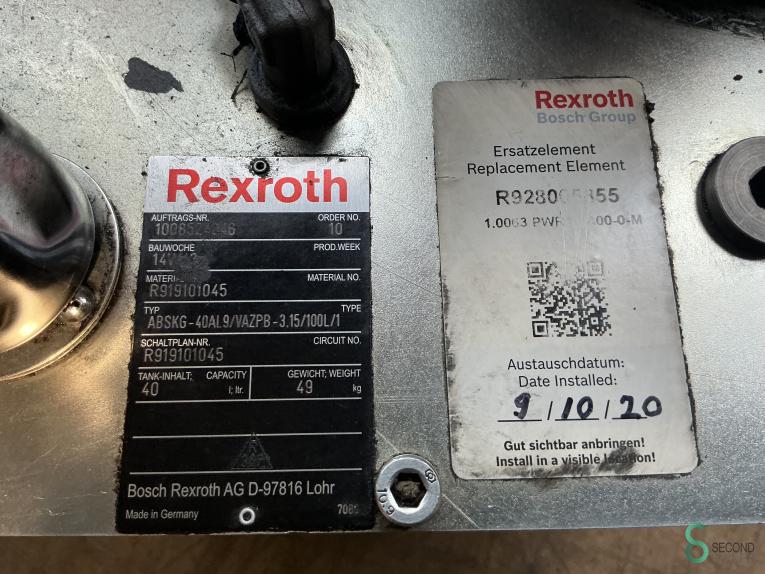 Rexroth
AUFTRAGS-NR. ORDER NO.
10
BAUWOCHE PROD.WEEK
MATERIAL NO.
R919101045
TYP TYPE
ABSKG-40AL9/VAZPB-3.15/100L/1
SCHALTPLAN-NR. CIRCUIT NO.
R919101045
TANK-INHALT; CAPACITY GEWICHT; WEIGHT
40 l; ltr. 49 kg
Bosch Rexroth AG D-97816 Lohr
Made in Germany
10.9
Rexroth
Bosch Group
Ersatzelement
Replacement Element
1.0063
Austauschdatum:
Date Installed:
9/10/20
Gut sichtbar anbringen!
Install in a visible location!
S SECOND